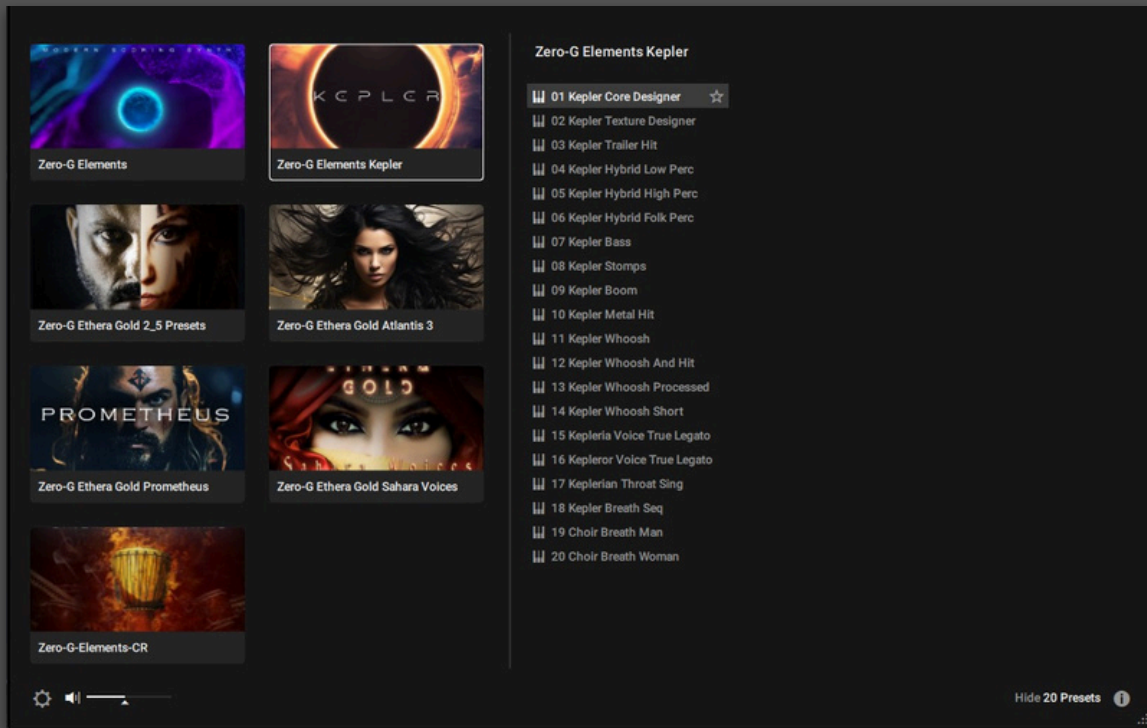 MODERN SCORING SYNTH
Zero-G Elements
KEPLER
Zero-G Elements Kepler
Zero-G Ethera Gold 2_5 Presets
Zero-G Ethera Gold Atlantis 3
PROMETHEUS
Zero-G Ethera Gold Prometheus
GOLD
Sahara Voices
Zero-G Ethera Gold Sahara Voices
Zero-G-Elements-CR
Zero-G Elements Kepler
01 Kepler Core Designer
02 Kepler Texture Designer
03 Kepler Trailer Hit
04 Kepler Hybrid Low Perc
05 Kepler Hybrid High Perc
06 Kepler Hybrid Folk Perc
07 Kepler Bass
08 Kepler Stomps
09 Kepler Boom
10 Kepler Metal Hit
11 Kepler Whoosh
12 Kepler Whoosh And Hit
13 Kepler Whoosh Processed
14 Kepler Whoosh Short
15 Kepleria Voice True Legato
16 Kepleror Voice True Legato
17 Keplerian Throat Sing
18 Kepler Breath Seq
19 Choir Breath Man
20 Choir Breath Woman
Hide 20 Presets